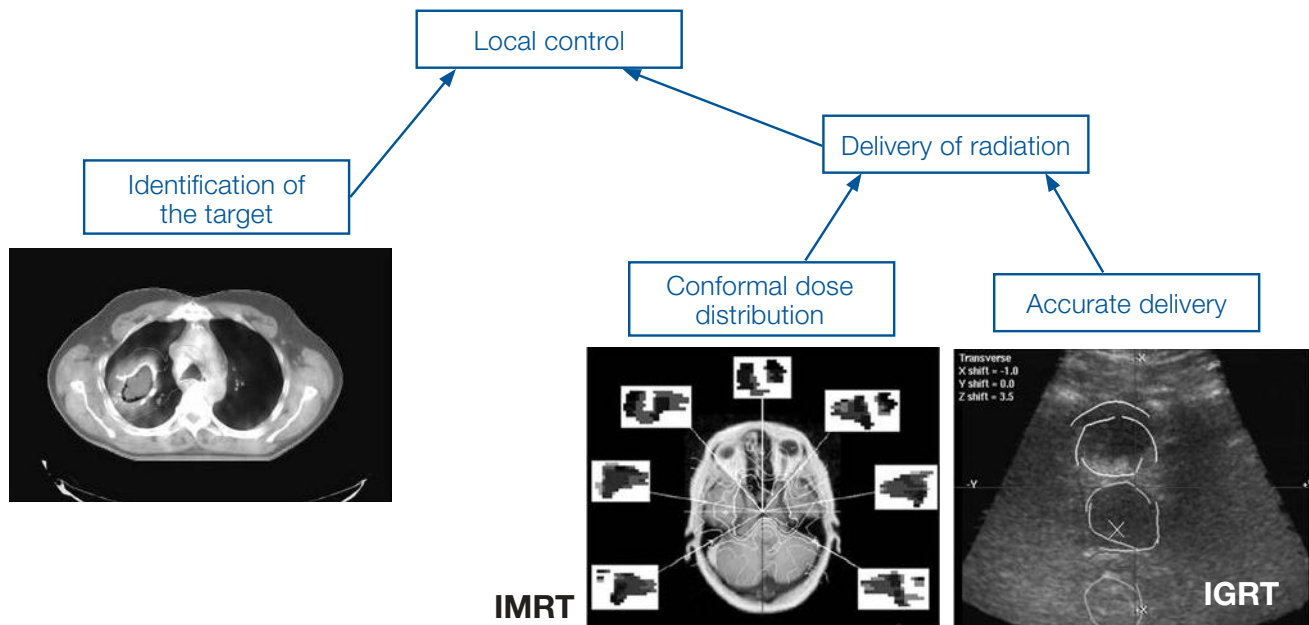 Local control
Delivery of radiation
Identification of
the target
Conformal dose
distribution
Accurate delivery
Transverse
X shift = -1.0
Y shift = 0.0
Z shift = 3.5
-X
-Y
X
IMRT
IGRT